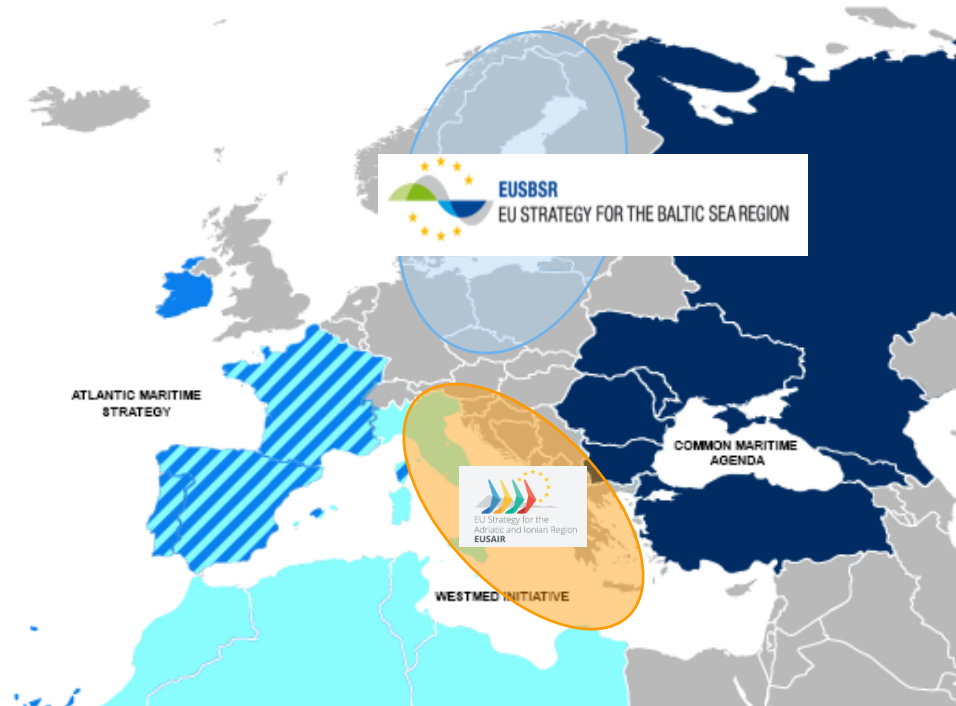 EUSBSR
EU STRATEGY FOR THE BALTIC SEA REGION
ATLANTIC MARITIME
STRATEGY
COMMON MARITIME
AGENDA
EU Strategy for the
Adriatic and Ionian Region
EUSAIR
WESTMED INITIATIVE